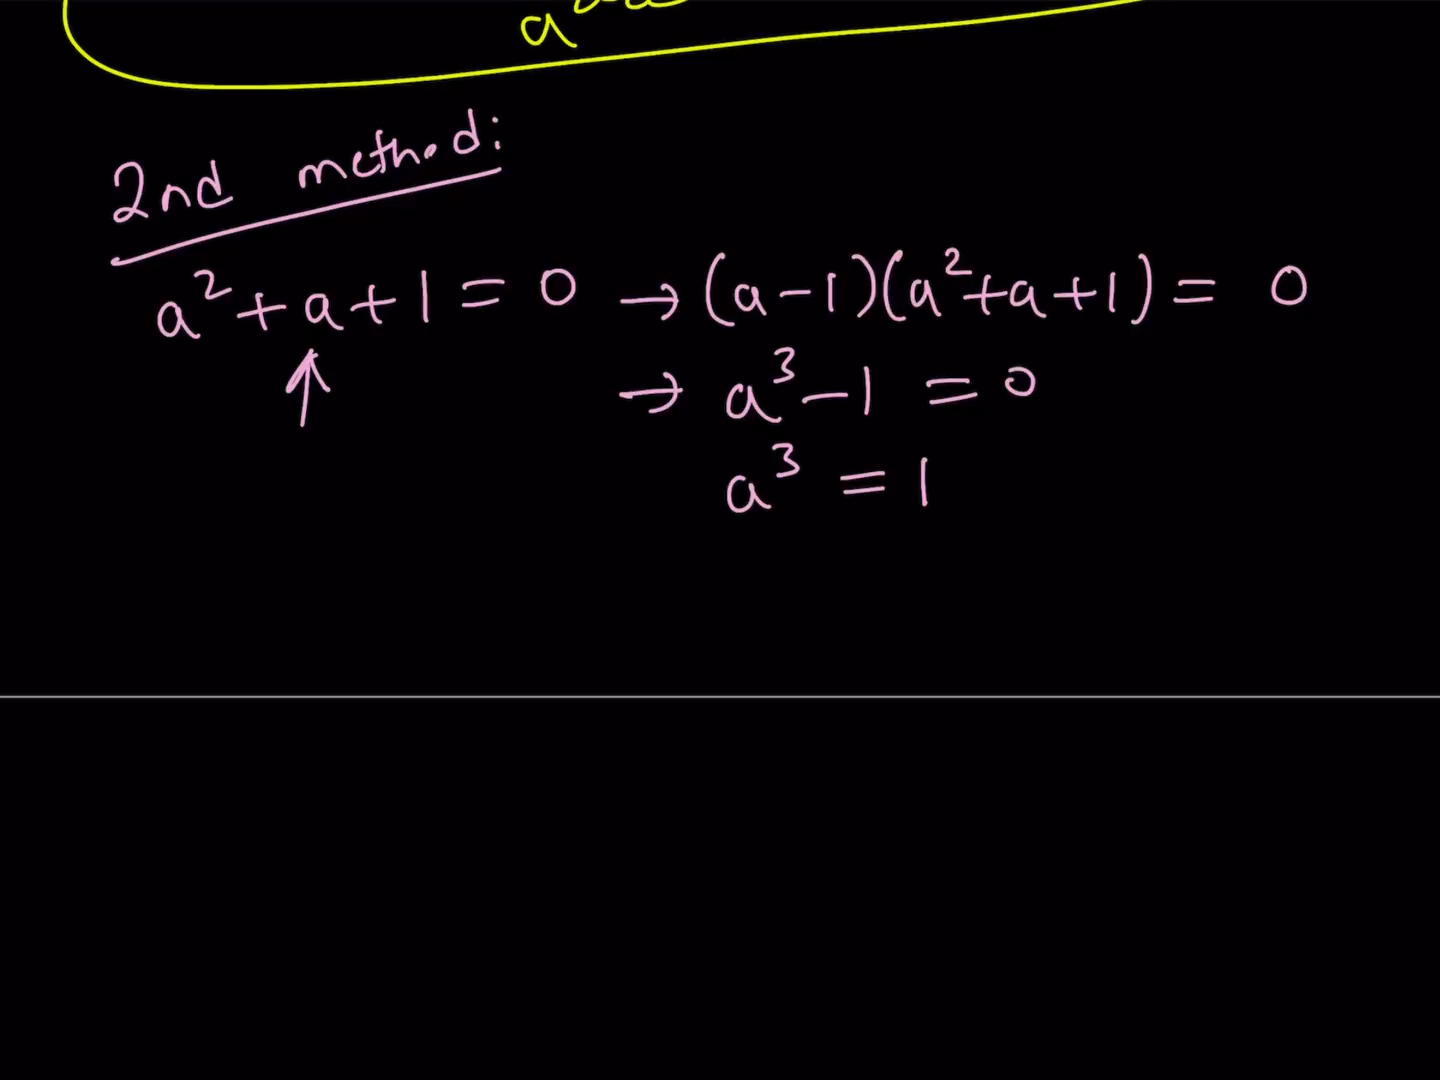 a
2nd method:
a² + a + 1 = 0 → (a − 1)(a² + a + 1) = 0
→ a³ − 1 = 0
a³ = 1